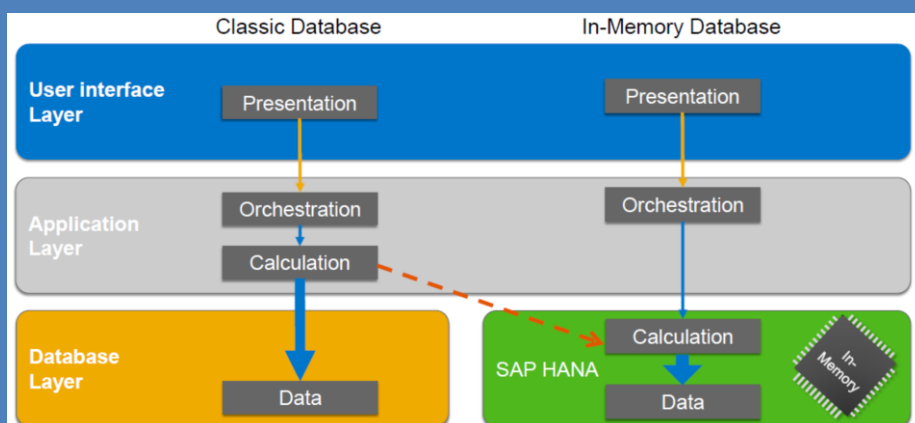 Classic Database
In-Memory Database
User interface
Layer
Presentation
Presentation
Application
Layer
Orchestration
Orchestration
Calculation
Database
Layer
Data
SAP HANA
Calculation
Data
In-
Memory